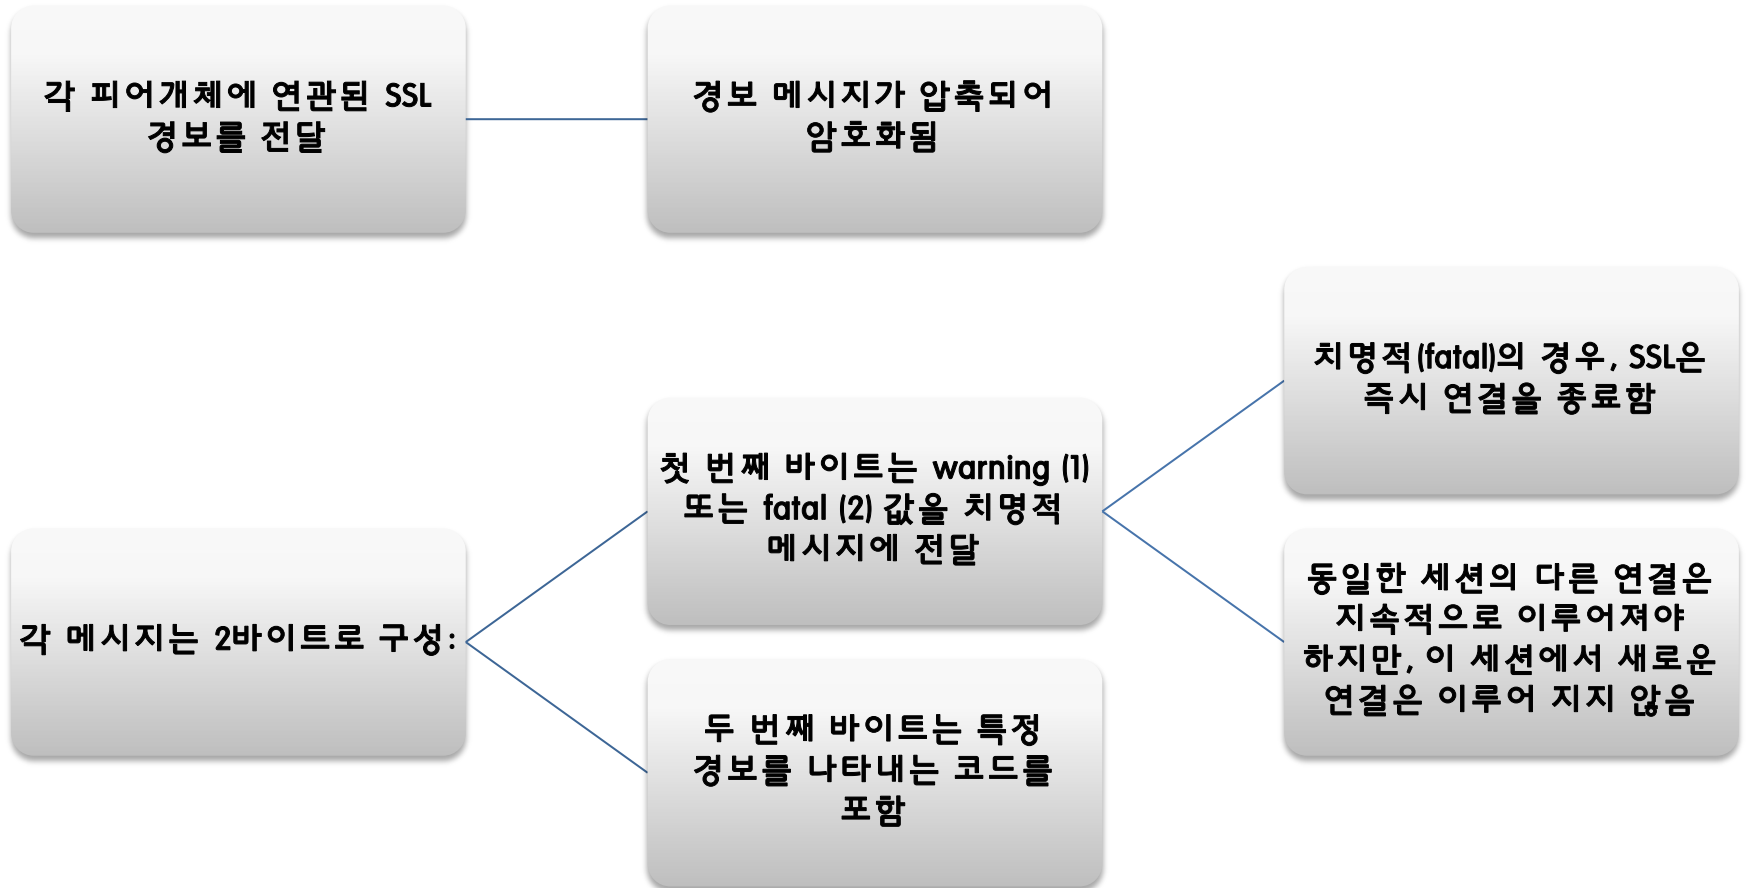 각 피어개체에 연관된 SSL
경보를 전달
경보 메시지가 압축되어
암호화됨
각 메시지는 2바이트로 구성:
첫 번째 바이트는 warning (1)
또는 fatal (2) 값을 치명적
메시지에 전달
치명적(fatal)의 경우, SSL은
즉시 연결을 종료함
동일한 세션의 다른 연결은
지속적으로 이루어져야
하지만, 이 세션에서 새로운
연결은 이루어 지지 않음
두 번째 바이트는 특정
경보를 나타내는 코드를
포함